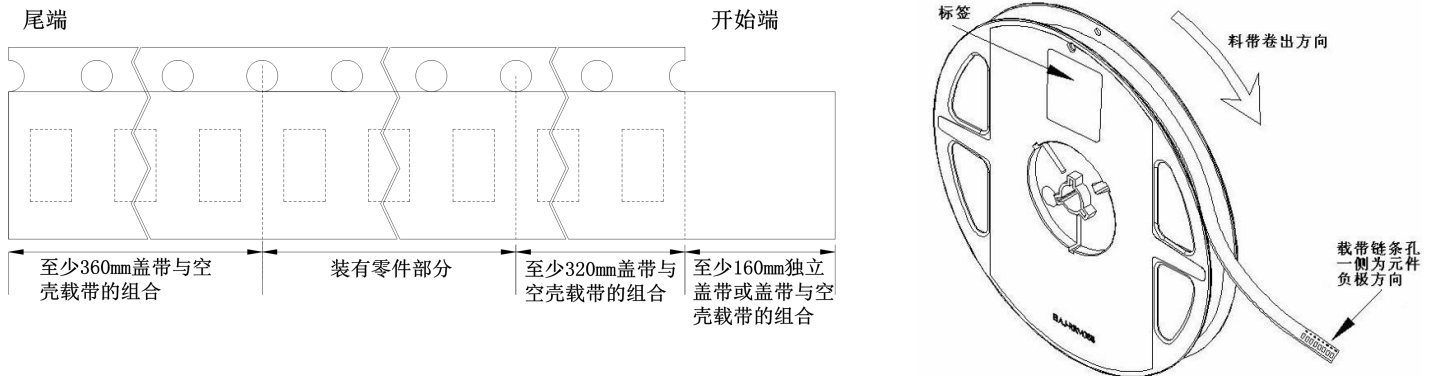 尾端
开始端
至少360mm盖带与空
壳载带的组合
装有零件部分
至少320mm盖带与
空壳载带的组合
至少160mm独立
盖带或盖带与空
壳载带的组合
标签
料带卷出方向
载带链条孔
一侧为元件
负极方向